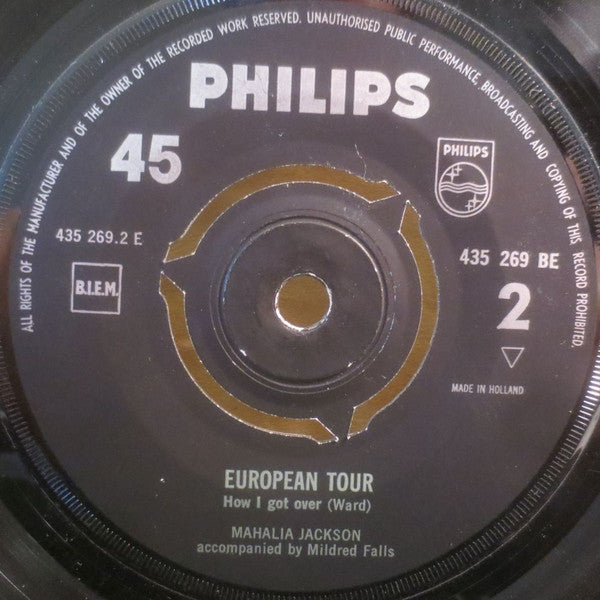 ALL RIGHTS OF THE MANUFACTURER AND OF THE OWNER OF THE RECORDED WORK RESERVED. UNAUTHORISED PUBLIC PERFORMANCE, BROADCASTING AND COPYING OF THIS RECORD PROHIBITED.
PHILIPS
45
PHILIPS
435 269.2 E
435 269 BE
B.I.E.M.
2
MADE IN HOLLAND
EUROPEAN TOUR
How I got over (Ward)
MAHALIA JACKSON
accompanied by Mildred Falls